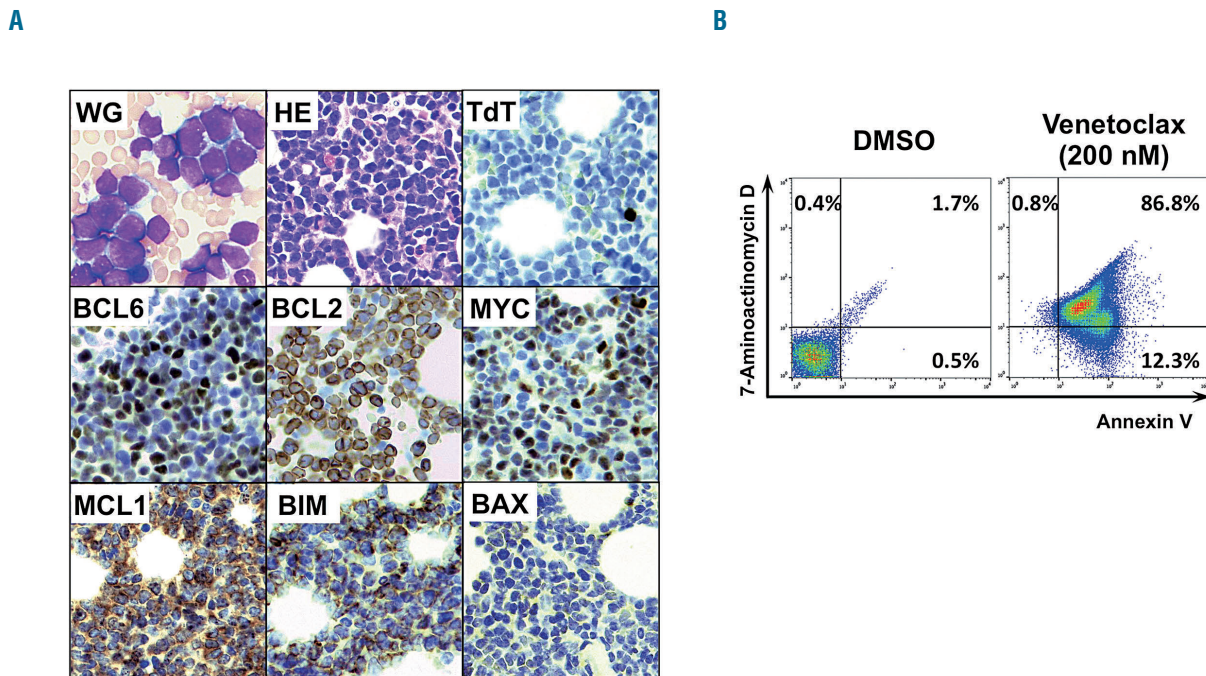 A
B
WG
HE
TdT
BCL6
BCL2
MYC
MCL1
BIM
BAX
DMSO
Venetoclax
(200 nM)
7-Aminoactinomycin D
0.4%
1.7%
0.5%
0.8%
86.8%
12.3%
Annexin V